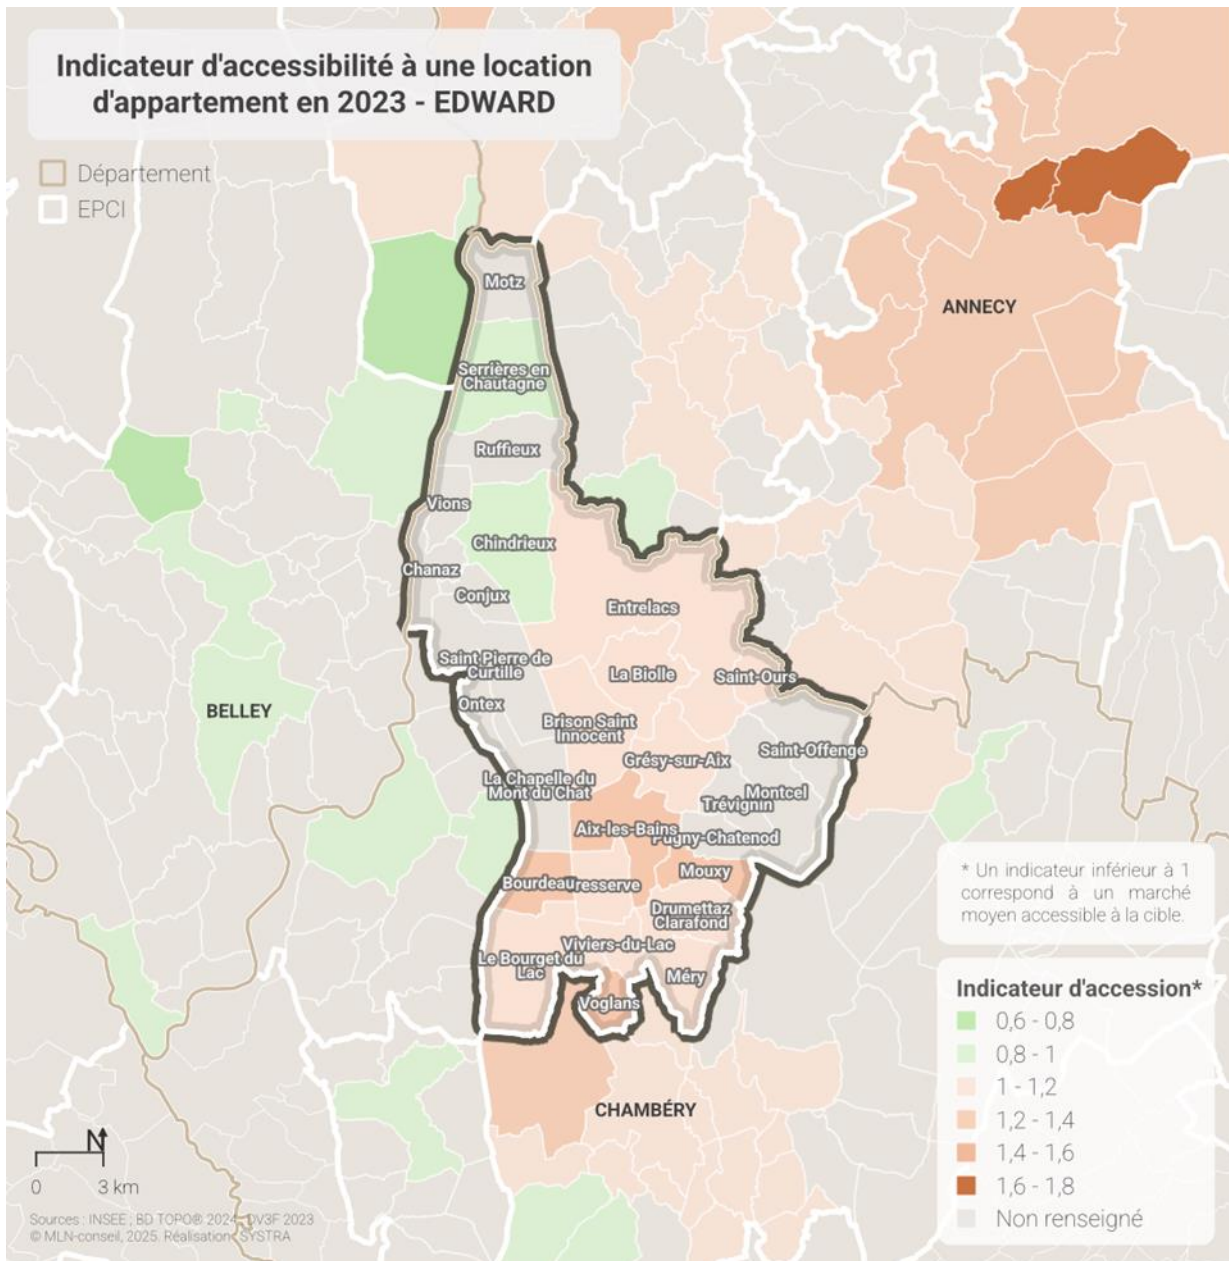 Indicateur d'accessibilité à une location
d'appartement en 2023 - EDWARD
Département
EPCI
ANNECY
Motz
Serrières en
Chautagne
Ruffieux
Vions
Chindrieux
Chanaz
Conjux
Entrelacs
Saint Pierre de
Curtille
La Biolle
Saint-Ours
Ontex
BELLEY
Brison Saint
Innocent
Saint-Offenge
Grésy-sur-Aix
La Chapelle du
Mont du Chat
Montcel
Trévignin
Aix-les-Bains
Pugny-Chatenod
Mouxy
Bourdeau
resserve
Drumettaz
Clarafond
Viviers-du-Lac
Le Bourget du
Lac
Méry
Voglans
CHAMBÉRY
* Un indicateur inférieur à 1
correspond à un marché
moyen accessible à la cible.
Indicateur d'accession*
0,6 - 0,8
0,8 - 1
1 - 1,2
1,2 - 1,4
1,4 - 1,6
1,6 - 1,8
Non renseigné
N
0 3 km
Sources : INSEE ; BD TOPO® 2024 ; DV3F 2023
© MLN-conseil, 2025. Réalisation : SYSTRA